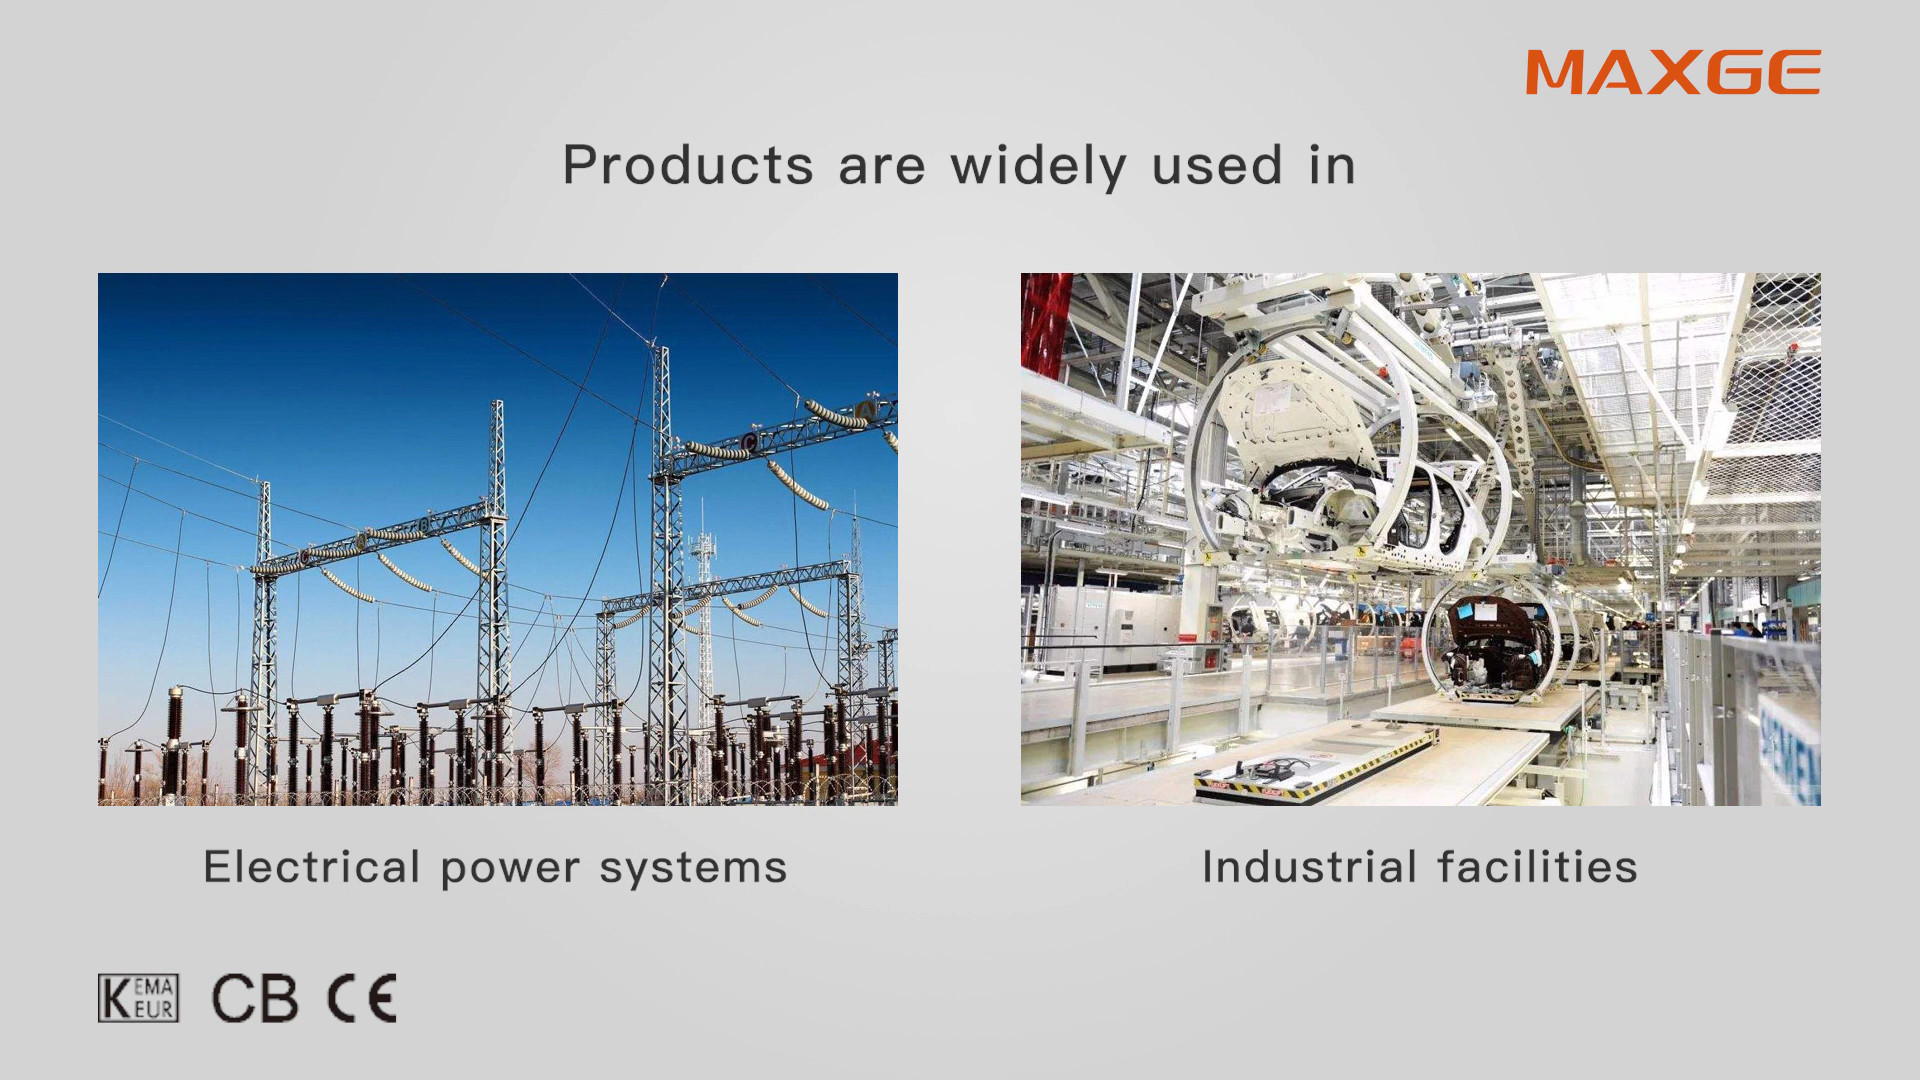 MAXGE
Products are widely used in
C
A
Electrical power systems
Industrial facilities
KEMA
EUR
CB CE